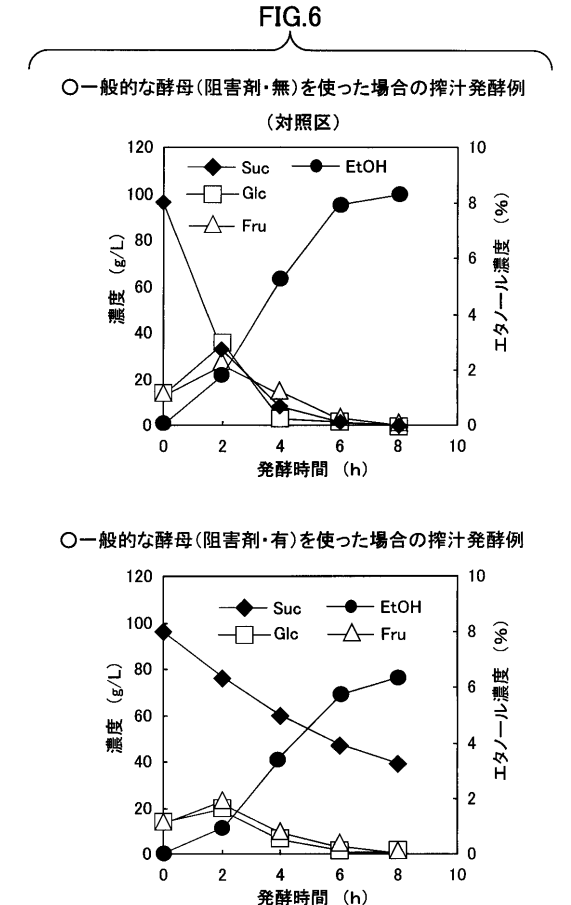 FIG.6
○一般的な酵母(阻害剤・無)を使った場合の搾汁発酵例
(対照区)
Suc
EtOH
Glc
Fru
濃度 (g/L)
120
100
80
60
40
20
0
エタノール濃度 (%)
10
8
6
4
2
0
0 2 4 6 8 10
発酵時間 (h)
○一般的な酵母(阻害剤・有)を使った場合の搾汁発酵例
Suc
EtOH
Glc
Fru
濃度 (g/L)
120
100
80
60
40
20
0
エタノール濃度 (%)
10
8
6
4
2
0
0 2 4 6 8 10
発酵時間 (h)